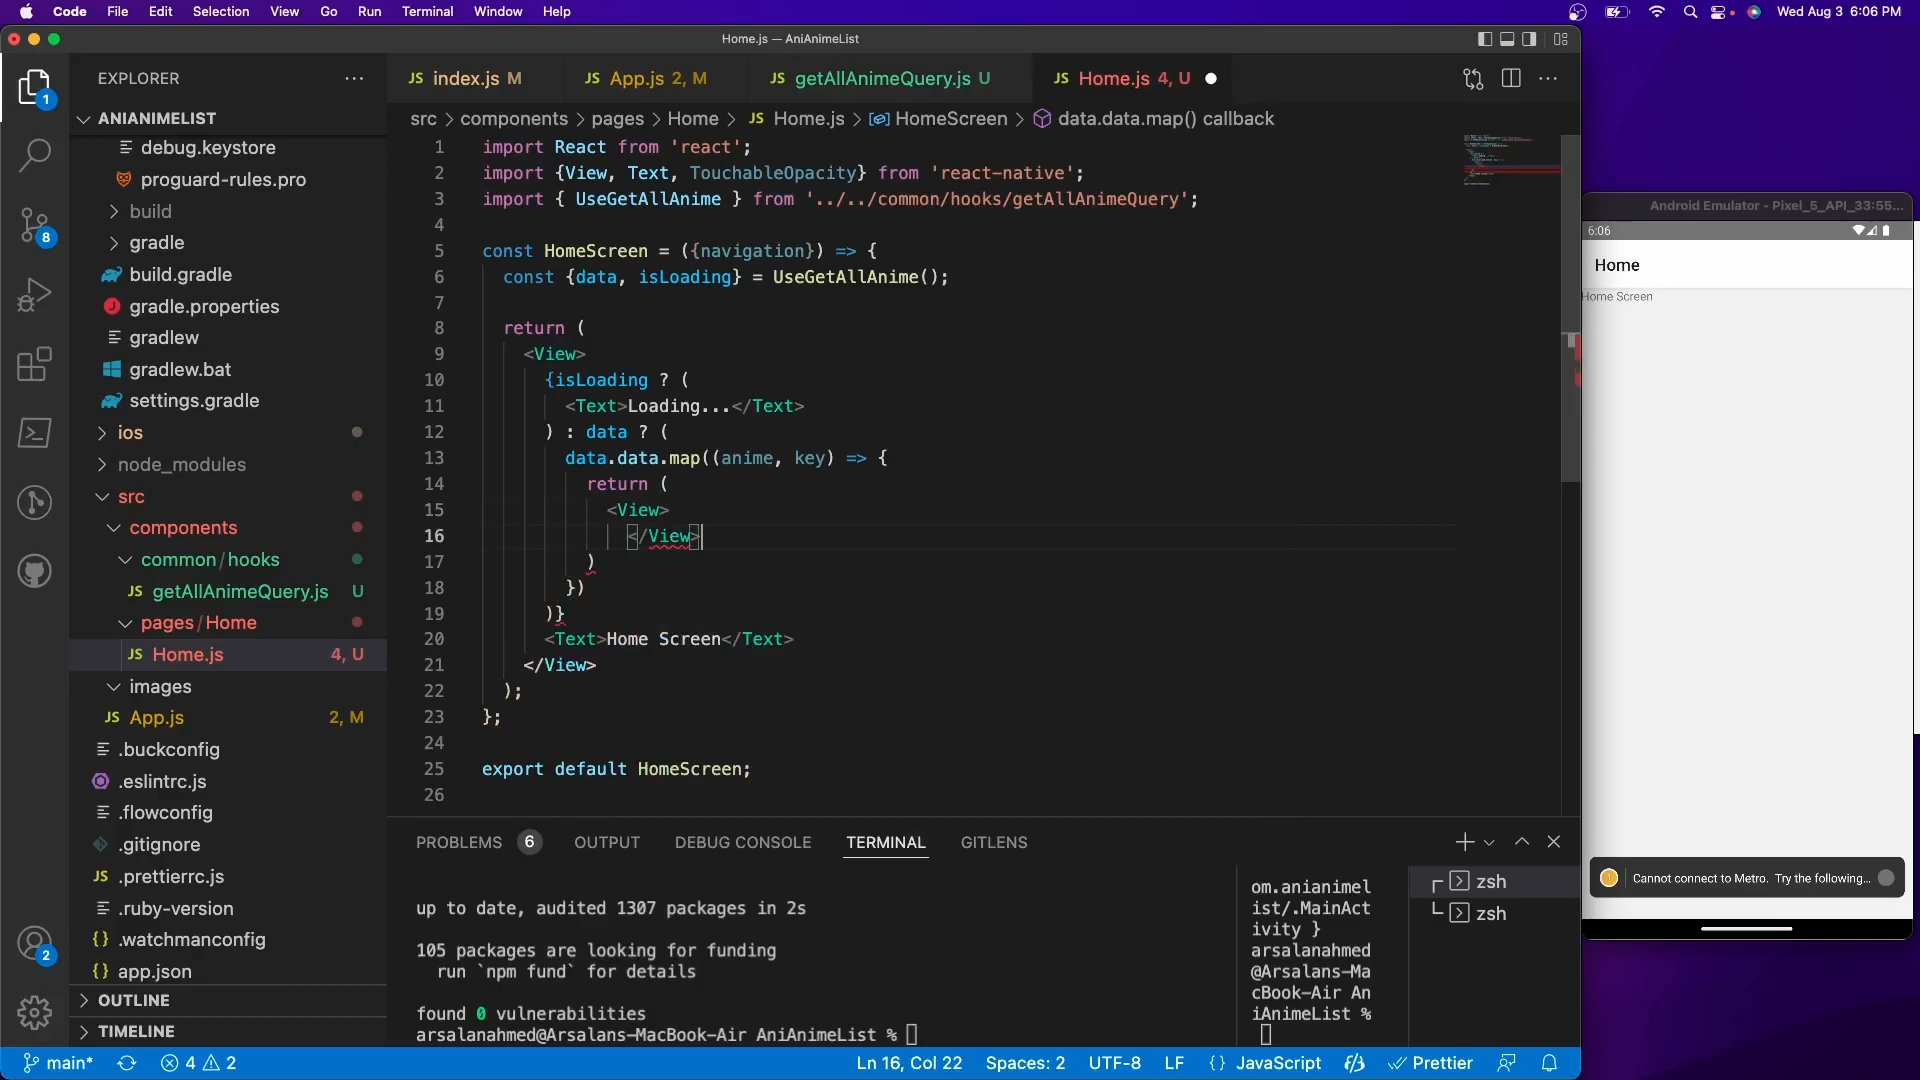 Code File Edit Selection View Go Run Terminal Window Help
Wed Aug 3 6:06 PM
Home.js — AniAnimeList
EXPLORER
ANIANIMELIST
debug.keystore
proguard-rules.pro
build
gradle
build.gradle
gradle.properties
gradlew
gradlew.bat
settings.gradle
ios
node_modules
src
components
common/hooks
JS getAllAnimeQuery.js U
pages/Home
JS Home.js 4, U
images
JS App.js 2, M
.buckconfig
.eslintrc.js
.flowconfig
.gitignore
JS .prettierrc.js
.ruby-version
{} .watchmanconfig
{} app.json
OUTLINE
TIMELINE
1
8
2
JS index.js M
JS App.js 2, M
JS getAllAnimeQuery.js U
JS Home.js 4, U
src > components > pages > Home > JS Home.js > HomeScreen > data.data.map() callback
1 import React from 'react';
2 import {View, Text, TouchableOpacity} from 'react-native';
3 import { UseGetAllAnime } from '../../common/hooks/getAllAnimeQuery';
4
5 const HomeScreen = ({navigation}) => {
6 const {data, isLoading} = UseGetAllAnime();
7
8 return (
9 <View>
10 {isLoading ? (
11 <Text>Loading...</Text>
12 ) : data ? (
13 data.data.map((anime, key) => {
14 return (
15 <View>
16 </View>
17 )
18 })
19 )}
20 <Text>Home Screen</Text>
21 </View>
22 );
23 };
24
25 export default HomeScreen;
26
PROBLEMS 6 OUTPUT DEBUG CONSOLE TERMINAL GITLENS
up to date, audited 1307 packages in 2s
105 packages are looking for funding
run `npm fund` for details
found 0 vulnerabilities
arsalanahmed@Arsalans-MacBook-Air AniAnimeList %
om.anianimel
ist/.MainAct
ivity }
arsalanahmed
@Arsalans-Ma
cBook-Air An
iAnimeList %
zsh
zsh
main* 4 2
Ln 16, Col 22 Spaces: 2 UTF-8 LF {} JavaScript Prettier
Android Emulator - Pixel_5_API_33:55...
6:06
Home
Home Screen
Cannot connect to Metro. Try the following...